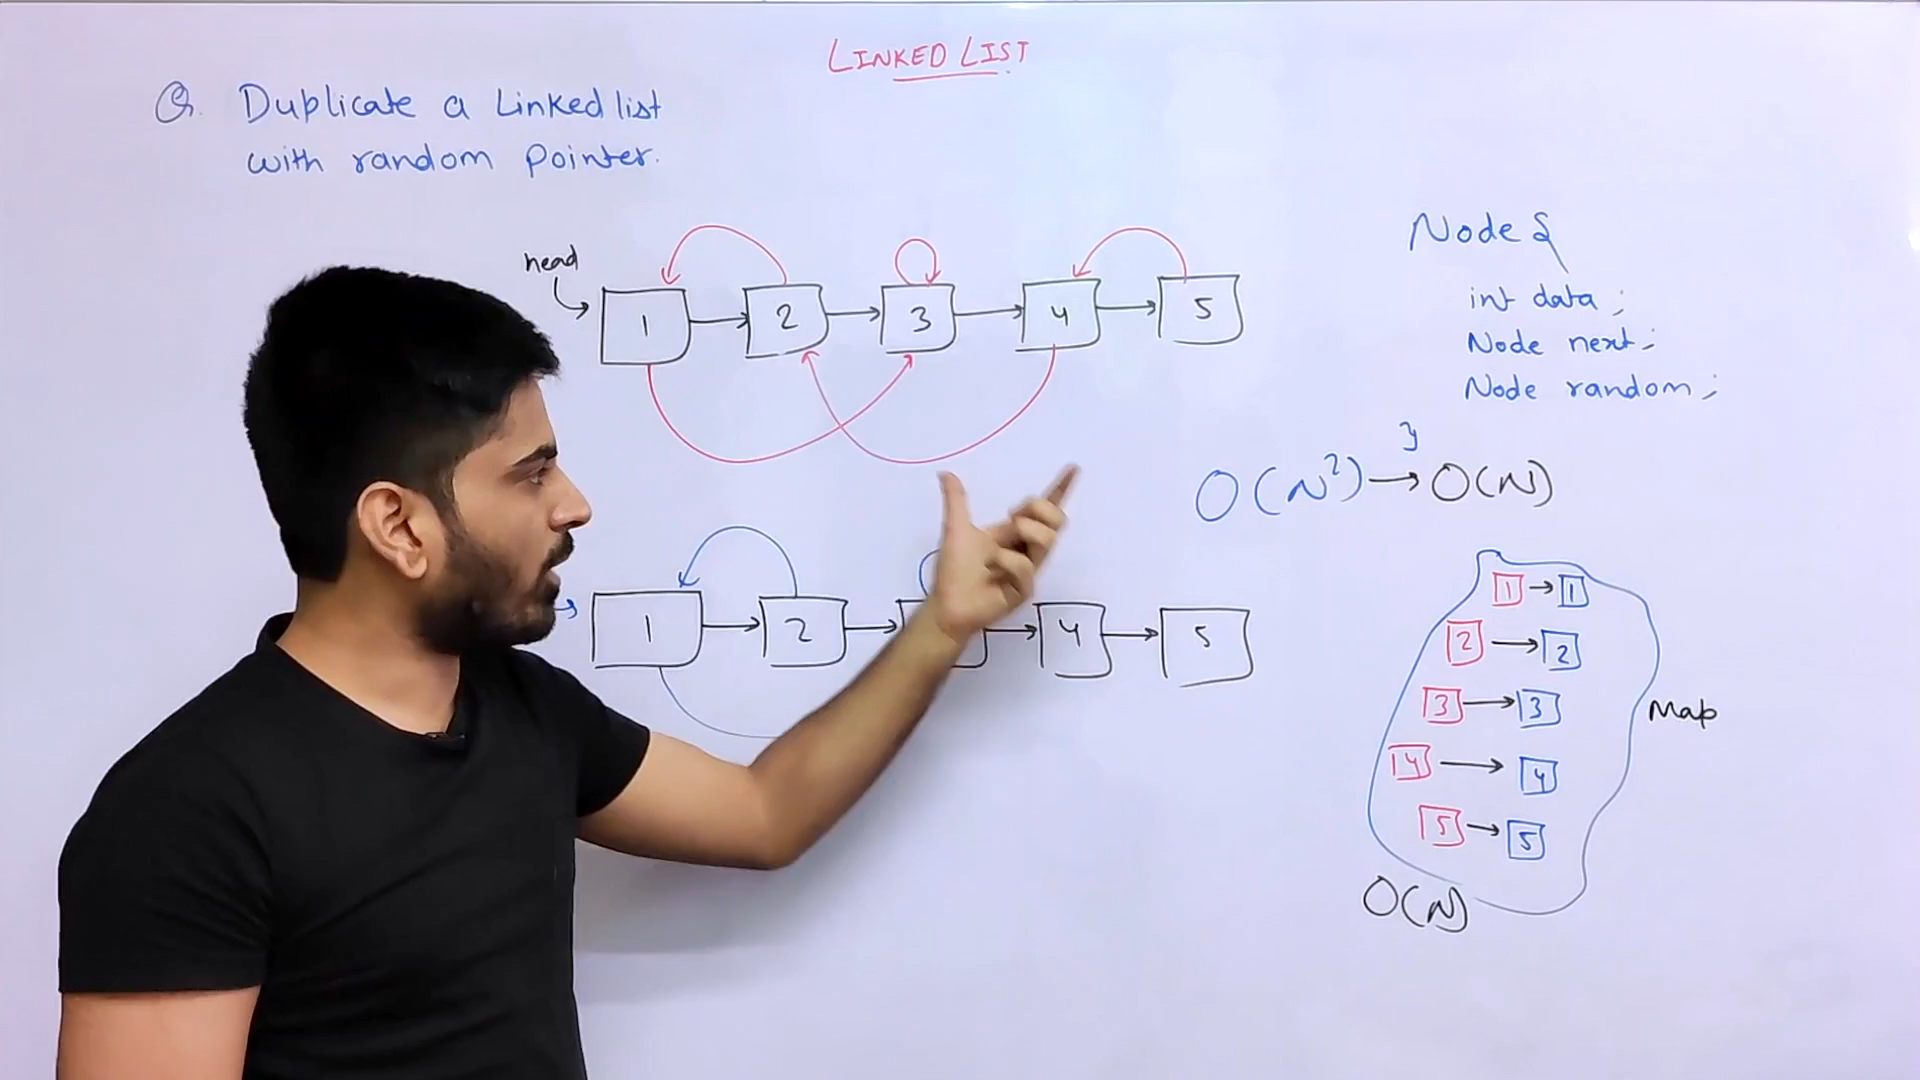 LINKED LIST
Q. Duplicate a Linked list
with random pointer.
head
1 2 3 4 5
Node {
int data ;
Node next ;
Node random ;
}
O(N²) → O(N)
1 2 4 5
1 → 1
2 → 2
3 → 3
4 → 4
5 → 5
Map
O(N)